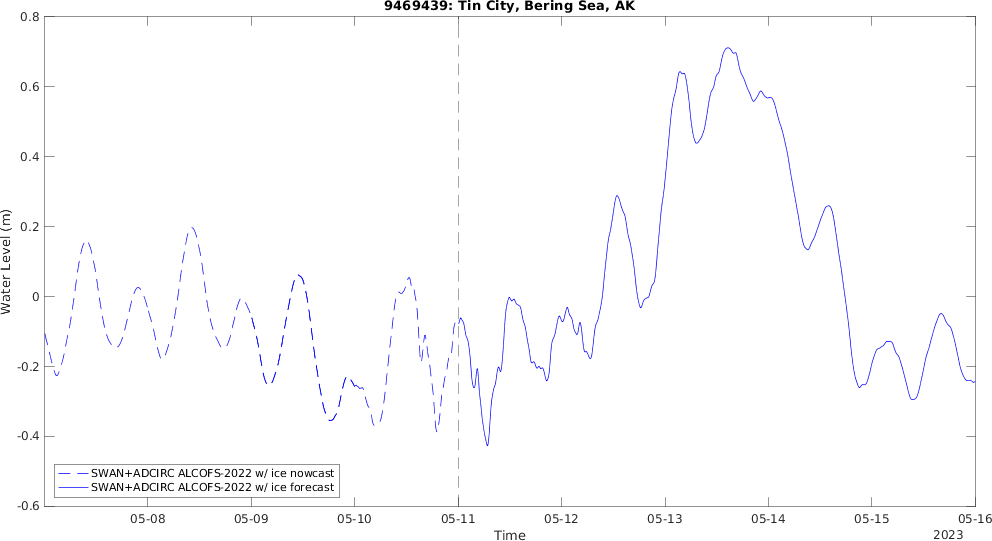 9469439: Tin City, Bering Sea, AK
0.8
0.6
0.4
0.2
0
-0.2
-0.4
-0.6
Water Level (m)
SWAN+ADCIRC ALCOFS-2022 w/ ice nowcast
SWAN+ADCIRC ALCOFS-2022 w/ ice forecast
05-08 05-09 05-10 05-11 05-12 05-13 05-14 05-15 05-16
Time
2023